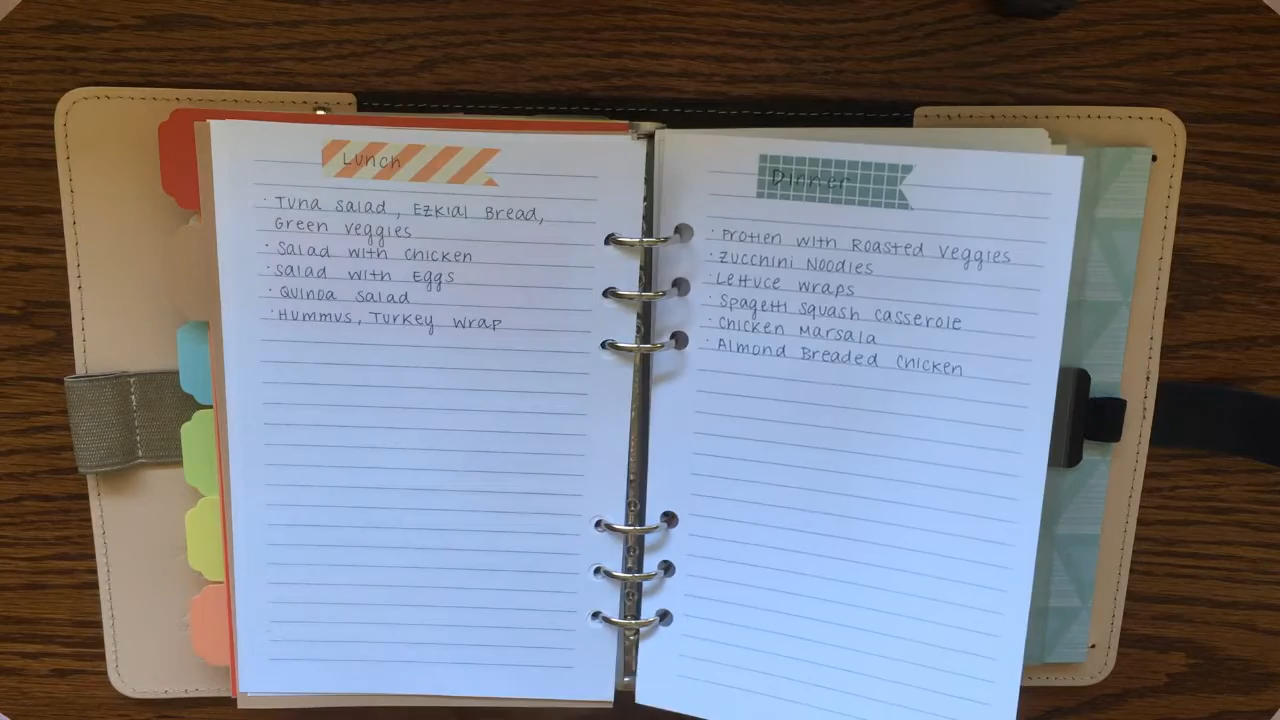 Lunch
· Tuna salad, Ezkial Bread,
Green veggies
· Salad with chicken
· Salad with Eggs
· Quinoa salad
· Hummus, Turkey wrap
Dinner
· Protien with Roasted Veggies
· Zucchini Noodles
· Lettuce wraps
· Spagetti squash casserole
· Chicken Marsala
· Almond Breaded Chicken